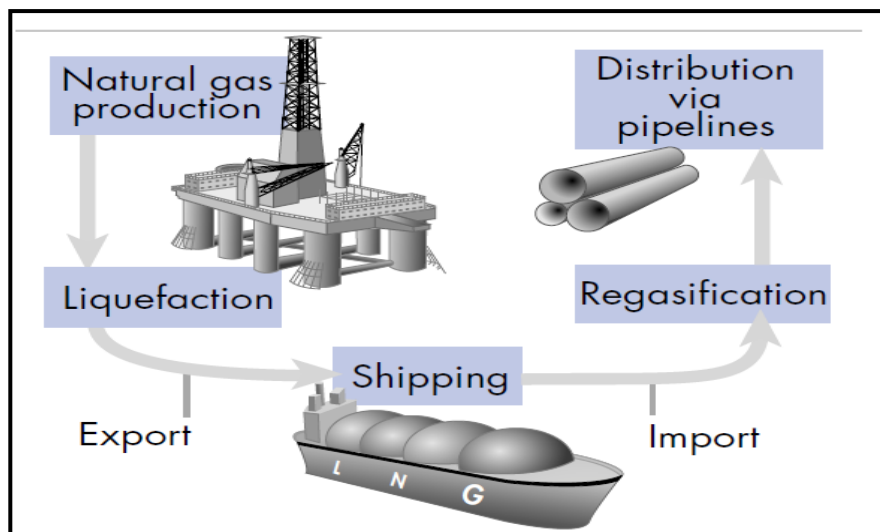 Natural gas
production
Distribution
via
pipelines
Liquefaction
Regasification
Shipping
Export
Import
L N G